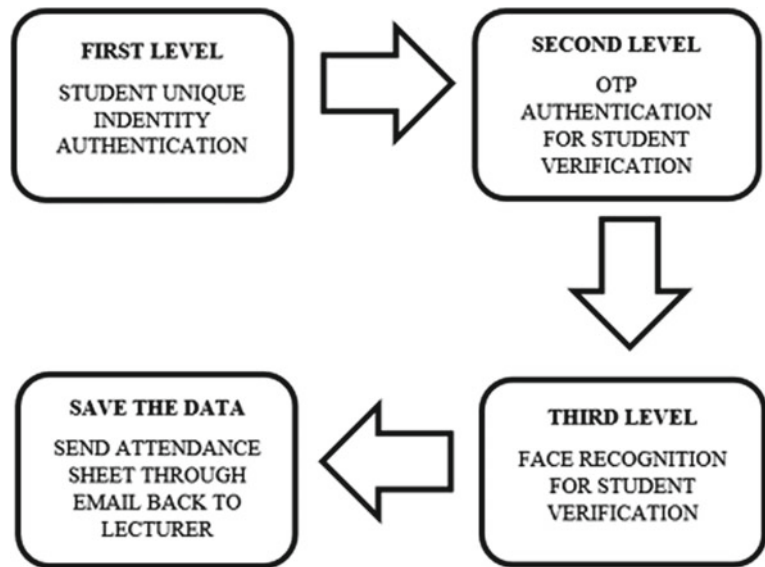 FIRST LEVEL
STUDENT UNIQUE
INDENTITY
AUTHENTICATION
SECOND LEVEL
OTP
AUTHENTICATION
FOR STUDENT
VERIFICATION
THIRD LEVEL
FACE RECOGNITION
FOR STUDENT
VERIFICATION
SAVE THE DATA
SEND ATTENDANCE
SHEET THROUGH
EMAIL BACK TO
LECTURER